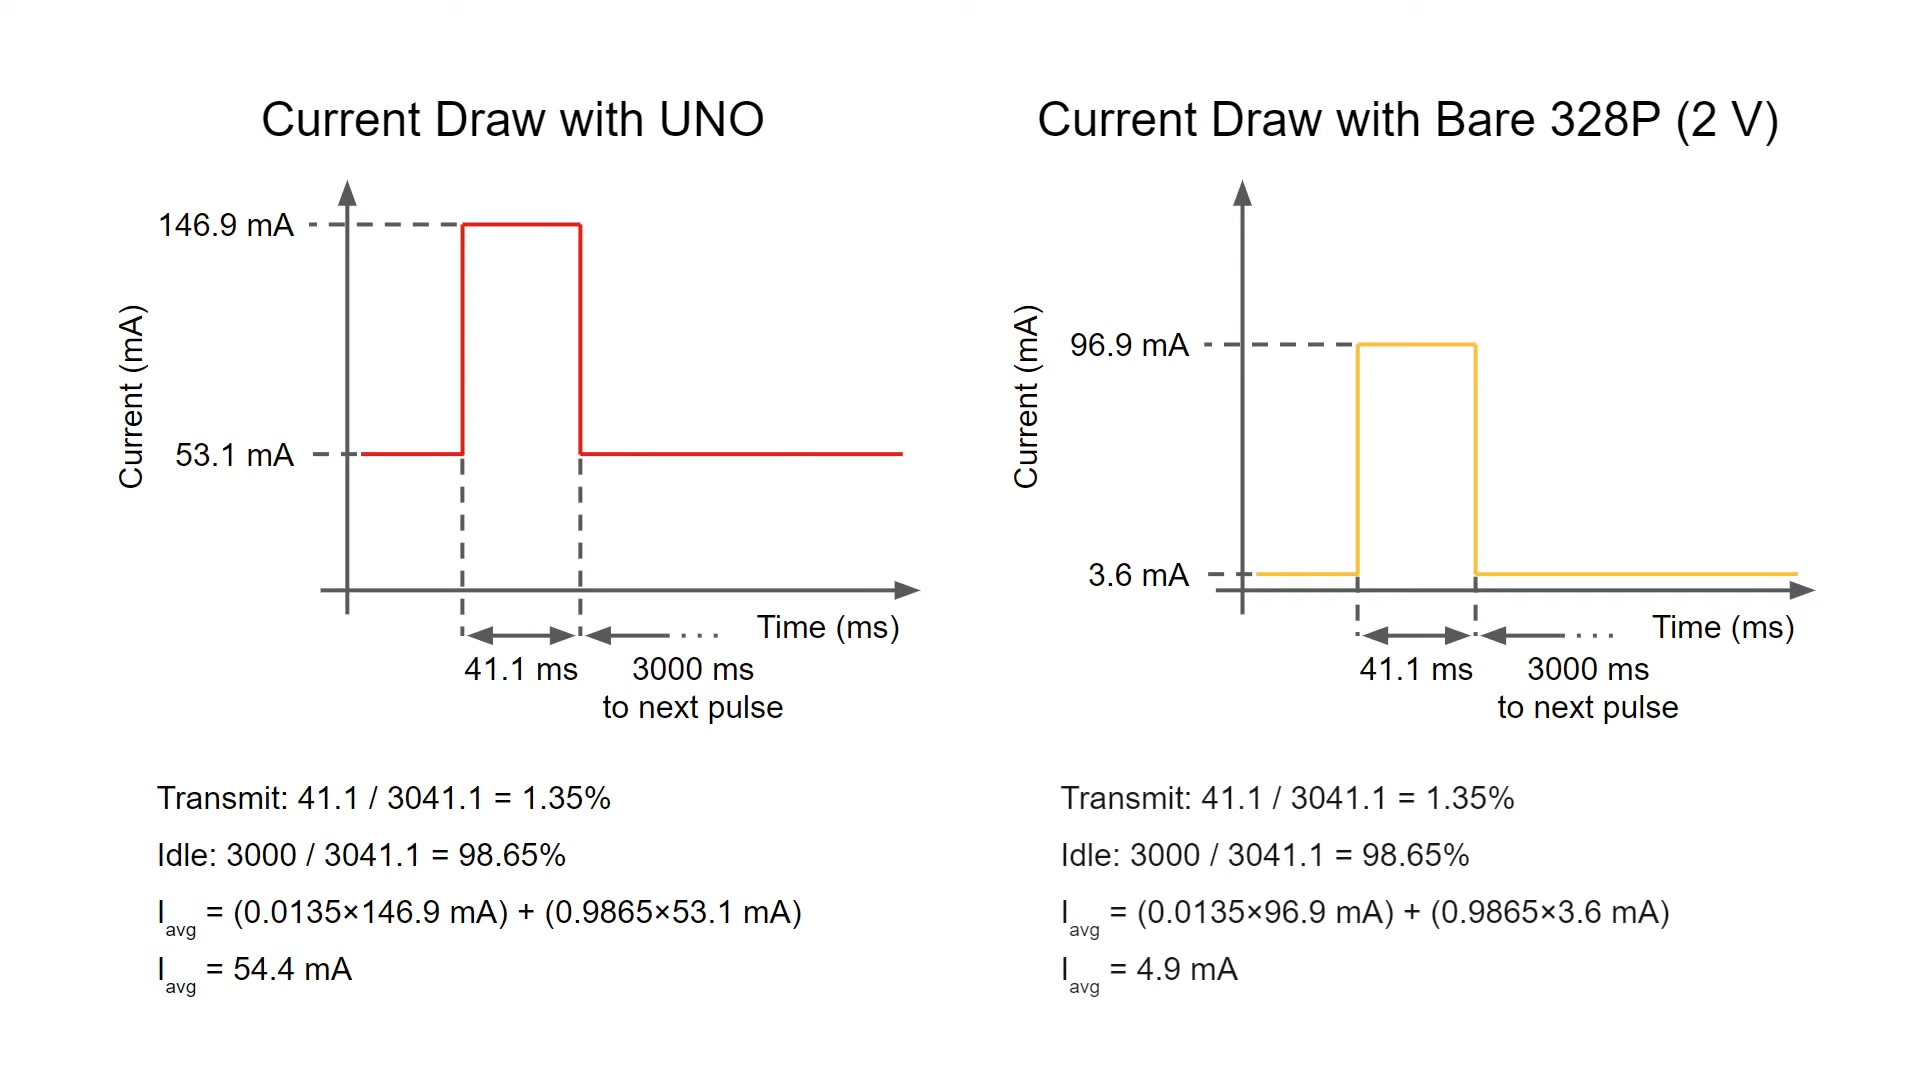 Current Draw with UNO
146.9 mA
53.1 mA
Current (mA)
Time (ms)
41.1 ms
3000 ms
to next pulse
Transmit: 41.1 / 3041.1 = 1.35%
Idle: 3000 / 3041.1 = 98.65%
Iavg = (0.0135×146.9 mA) + (0.9865×53.1 mA)
Iavg = 54.4 mA
Current Draw with Bare 328P (2 V)
96.9 mA
3.6 mA
Current (mA)
Time (ms)
41.1 ms
3000 ms
to next pulse
Transmit: 41.1 / 3041.1 = 1.35%
Idle: 3000 / 3041.1 = 98.65%
Iavg = (0.0135×96.9 mA) + (0.9865×3.6 mA)
Iavg = 4.9 mA